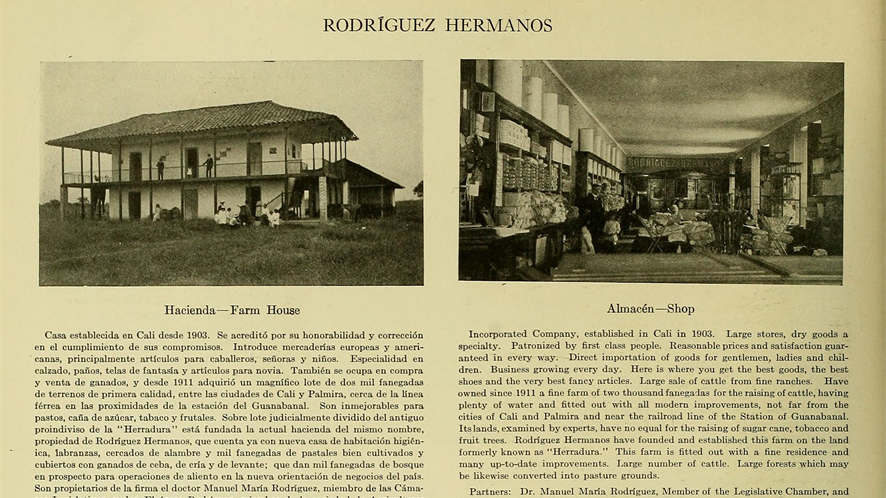 RODRÍGUEZ HERMANOS
RODRIGUEZ HERMANOS
Hacienda—Farm House
Casa establecida en Cali desde 1903. Se acreditó por su honorabilidad y corrección
en el cumplimiento de sus compromisos. Introduce mercaderías europeas y ameri-
canas, principalmente artículos para caballeros, señoras y niños. Especialidad en
calzado, paños, telas de fantasía y artículos para novia. También se ocupa en compra
y venta de ganados, y desde 1911 adquirió un magnífico lote de dos mil fanegadas
de terrenos de primera calidad, entre las ciudades de Cali y Palmira, cerca de la línea
férrea en las proximidades de la estación del Guanabanal. Son inmejorables para
pastos, caña de azúcar, tabaco y frutales. Sobre lote judicialmente dividido del antiguo
proindiviso de la "Herradura" está fundada la actual hacienda del mismo nombre,
propiedad de Rodríguez Hermanos, que cuenta ya con nueva casa de habitación higién-
ica, labranzas, cercados de alambre y mil fanegadas de pastales bien cultivados y
cubiertos con ganados de ceba, de cría y de levante; que dan mil fanegadas de bosque
en prospecto para operaciones de aliento en la nueva orientación de negocios del país.
Son propietarios de la firma el doctor Manuel María Rodríguez, miembro de las Cáma-
Almacén—Shop
Incorporated Company, established in Cali in 1903. Large stores, dry goods a
specialty. Patronized by first class people. Reasonable prices and satisfaction guar-
anteed in every way. Direct importation of goods for gentlemen, ladies and chil-
dren. Business growing every day. Here is where you get the best goods, the best
shoes and the very best fancy articles. Large sale of cattle from fine ranches. Have
owned since 1911 a fine farm of two thousand fanegadas for the raising of cattle, having
plenty of water and fitted out with all modern improvements, not far from the
cities of Cali and Palmira and near the railroad line of the Station of Guanabanal.
Its lands, examined by experts, have no equal for the raising of sugar cane, tobacco and
fruit trees. Rodríguez Hermanos have founded and established this farm on the land
formerly known as "Herradura." This farm is fitted out with a fine residence and
many up-to-date improvements. Large number of cattle. Large forests which may
be likewise converted into pasture grounds.
Partners: Dr. Manuel María Rodríguez, Member of the Legislative Chamber, and